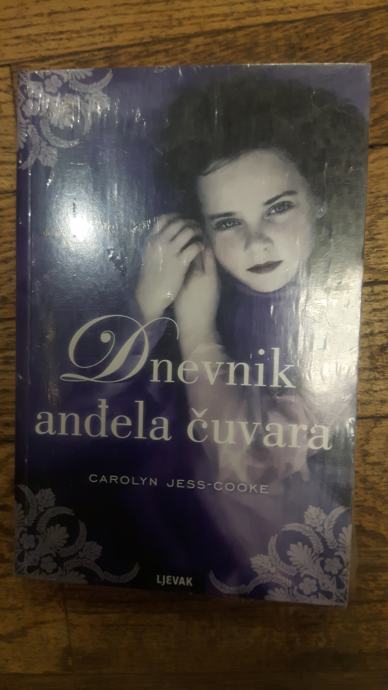 Dnevnik
anđela čuvara
CAROLYN JESS-COOKE
LJEVAK